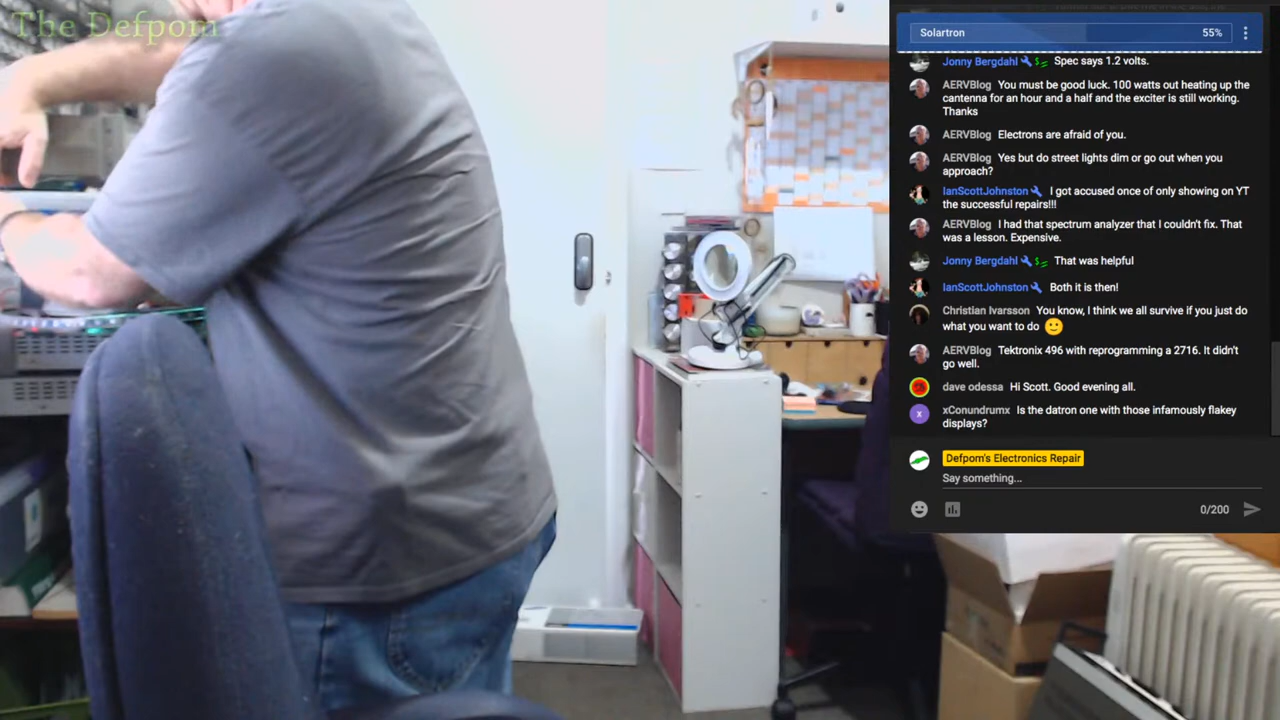 The Defpom
Solartron
55%
Jonny Bergdahl Spec says 1.2 volts.
AERVBlog You must be good luck. 100 watts out heating up the
cantenna for an hour and a half and the exciter is still working.
Thanks
AERVBlog Electrons are afraid of you.
AERVBlog Yes but do street lights dim or go out when you
approach?
IanScottJohnston I got accused once of only showing on YT
the successful repairs!!!
AERVBlog I had that spectrum analyzer that I couldn't fix. That
was a lesson. Expensive.
Jonny Bergdahl That was helpful
IanScottJohnston Both it is then!
Christian Ivarsson You know, I think we all survive if you just do
what you want to do
AERVBlog Tektronix 496 with reprogramming a 2716. It didn't
go well.
dave odessa Hi Scott. Good evening all.
x
xConundrumx Is the datron one with those infamously flakey
displays?
Defpom's Electronics Repair
Say something...
0/200